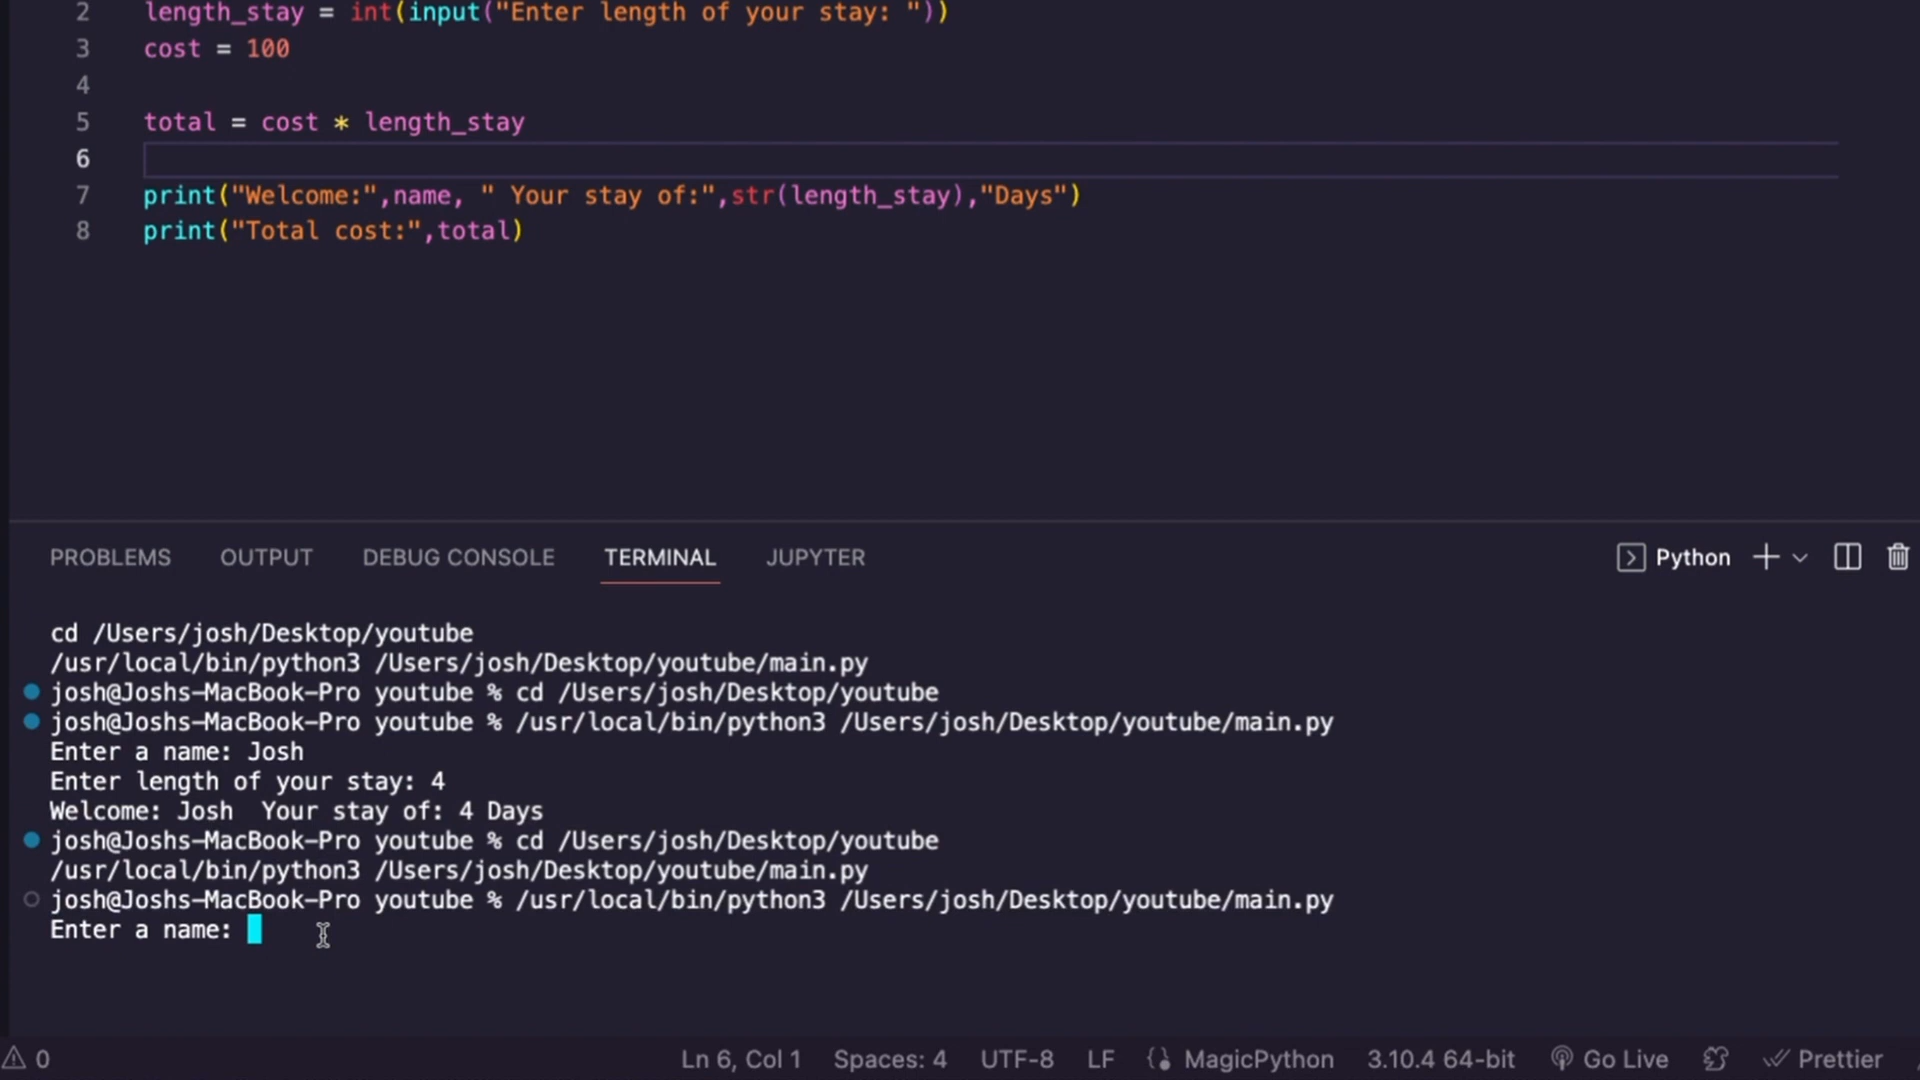 2 length_stay = int(input("Enter length of your stay: "))
3 cost = 100
4
5 total = cost * length_stay
6
7 print("Welcome:",name, " Your stay of:",str(length_stay),"Days")
8 print("Total cost:",total)
PROBLEMS OUTPUT DEBUG CONSOLE TERMINAL JUPYTER Python
cd /Users/josh/Desktop/youtube
/usr/local/bin/python3 /Users/josh/Desktop/youtube/main.py
josh@Joshs-MacBook-Pro youtube % cd /Users/josh/Desktop/youtube
josh@Joshs-MacBook-Pro youtube % /usr/local/bin/python3 /Users/josh/Desktop/youtube/main.py
Enter a name: Josh
Enter length of your stay: 4
Welcome: Josh  Your stay of: 4 Days
josh@Joshs-MacBook-Pro youtube % cd /Users/josh/Desktop/youtube
/usr/local/bin/python3 /Users/josh/Desktop/youtube/main.py
josh@Joshs-MacBook-Pro youtube % /usr/local/bin/python3 /Users/josh/Desktop/youtube/main.py
Enter a name:
0 Ln 6, Col 1 Spaces: 4 UTF-8 LF MagicPython 3.10.4 64-bit Go Live Prettier